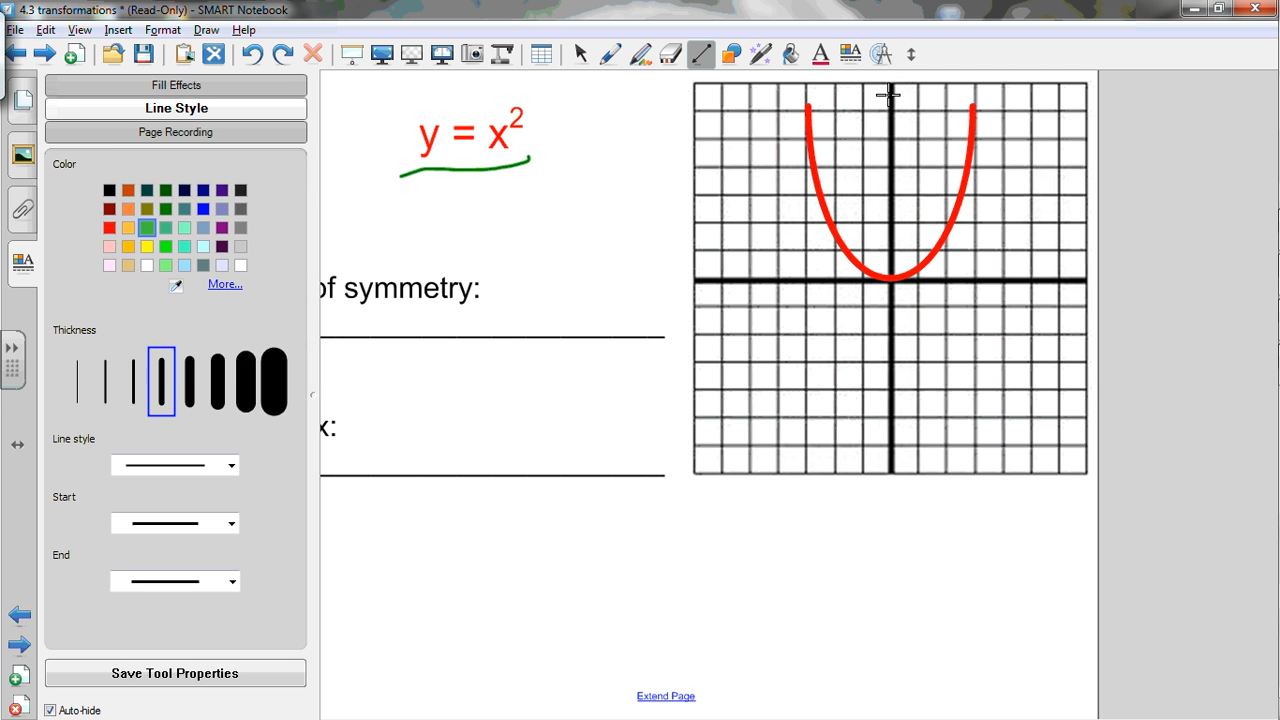 4.3 transformations * (Read-Only) - SMART Notebook
File Edit View Insert Format Draw Help
Fill Effects
Line Style
Page Recording
Color
More...
Thickness
Line style
Start
End
Save Tool Properties
Auto-hide
y = x²
of symmetry:
x:
Extend Page